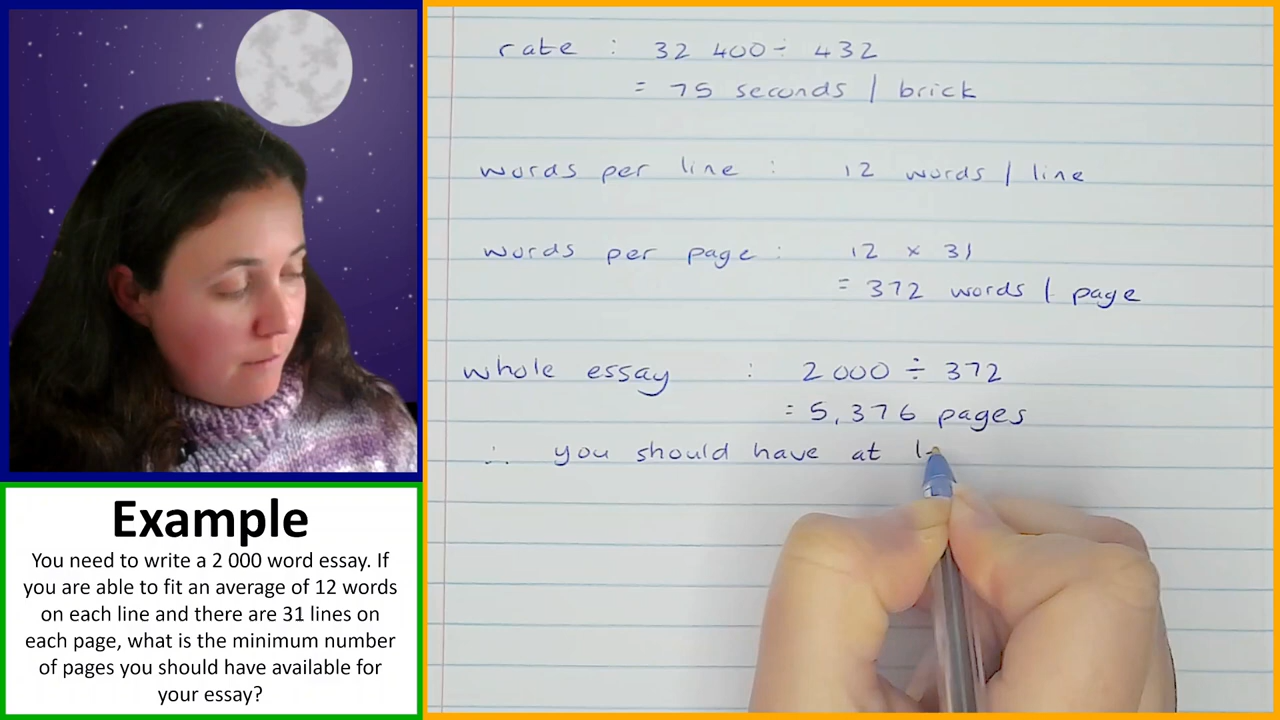 rate : 32 400 ÷ 432
= 75 seconds / brick
words per line : 12 words / line
words per page : 12 × 31
= 372 words / page
whole essay : 2 000 ÷ 372
= 5,376 pages
∴ you should have at
Example
You need to write a 2 000 word essay. If
you are able to fit an average of 12 words
on each line and there are 31 lines on
each page, what is the minimum number
of pages you should have available for
your essay?